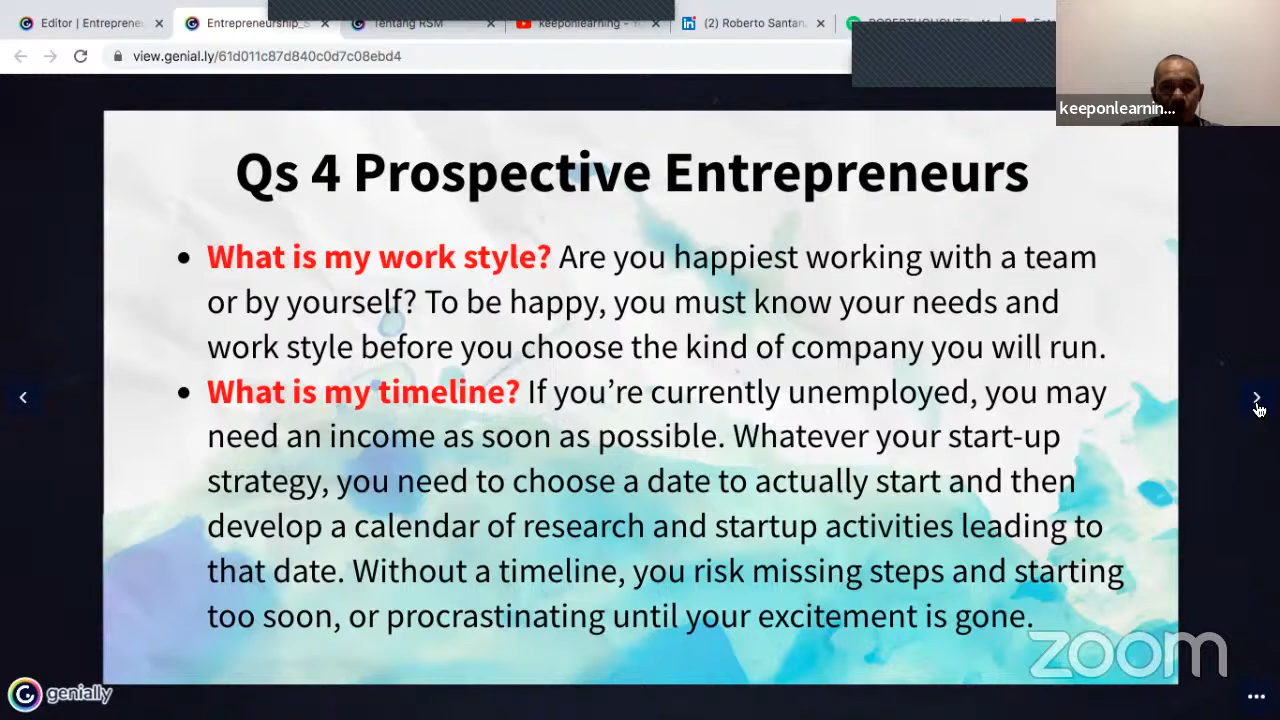 Editor | Entrepreneu
Entrepreneurship_S
Tentang RSM
keeponlearning - Yo
(2) Roberto Santan
ROBERTHOUGHTS
view.genial.ly/61d011c87d840c0d7c08ebd4
keeponlearnin...
Qs 4 Prospective Entrepreneurs
• What is my work style? Are you happiest working with a team
or by yourself? To be happy, you must know your needs and
work style before you choose the kind of company you will run.
• What is my timeline? If you’re currently unemployed, you may
need an income as soon as possible. Whatever your start-up
strategy, you need to choose a date to actually start and then
develop a calendar of research and startup activities leading to
that date. Without a timeline, you risk missing steps and starting
too soon, or procrastinating until your excitement is gone.
zoom
genially